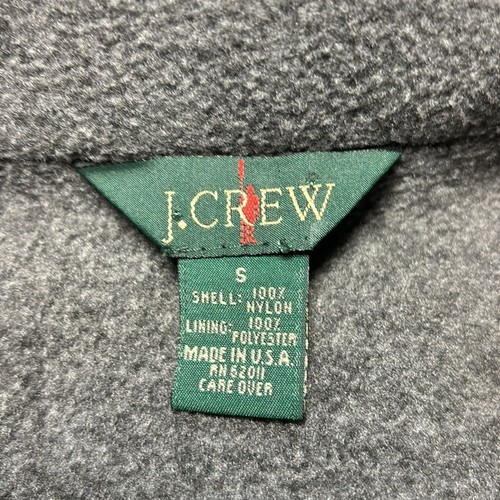 J.CREW
S
SHELL: 100%
NYLON
LINING: 100%
POLYESTER
MADE IN U.S.A.
RN 62011
CARE OVER